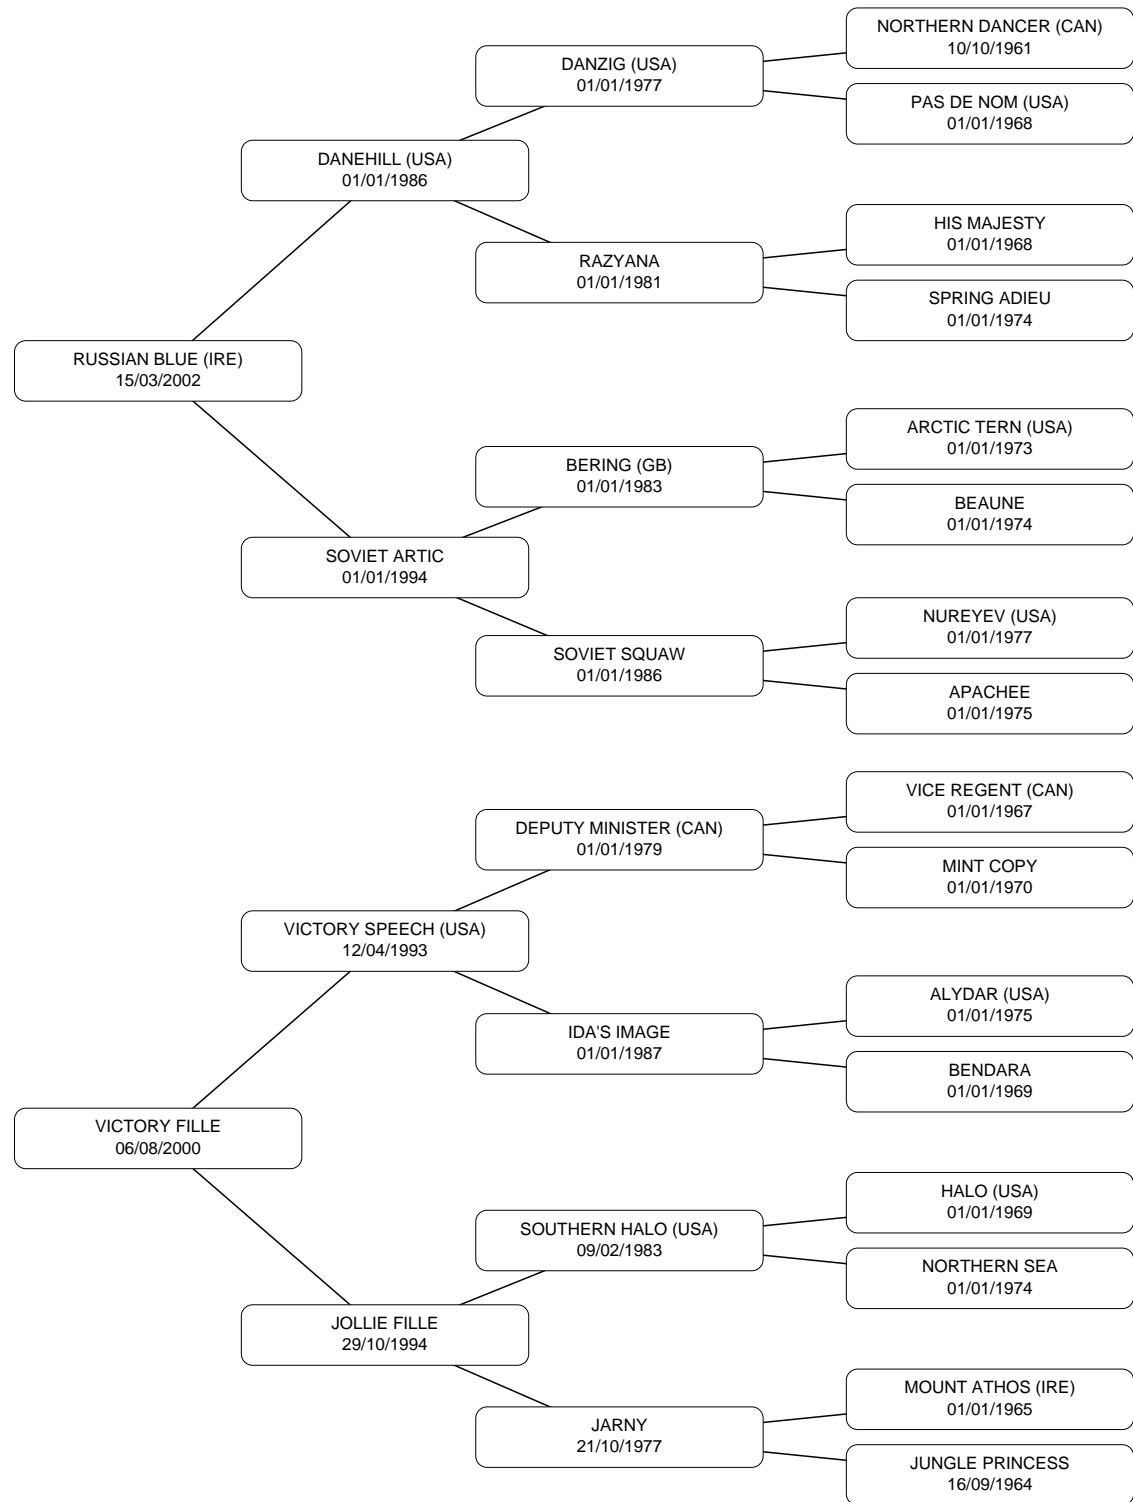 NORTHERN DANCER (CAN)
10/10/1961
DANZIG (USA)
01/01/1977
PAS DE NOM (USA)
01/01/1968
DANEHILL (USA)
01/01/1986
HIS MAJESTY
01/01/1968
RAZYANA
01/01/1981
SPRING ADIEU
01/01/1974
RUSSIAN BLUE (IRE)
15/03/2002
ARCTIC TERN (USA)
01/01/1973
BERING (GB)
01/01/1983
BEAUNE
01/01/1974
SOVIET ARTIC
01/01/1994
NUREYEV (USA)
01/01/1977
SOVIET SQUAW
01/01/1986
APACHEE
01/01/1975
VICE REGENT (CAN)
01/01/1967
DEPUTY MINISTER (CAN)
01/01/1979
MINT COPY
01/01/1970
VICTORY SPEECH (USA)
12/04/1993
ALYDAR (USA)
01/01/1975
IDA'S IMAGE
01/01/1987
BENDARA
01/01/1969
VICTORY FILLE
06/08/2000
HALO (USA)
01/01/1969
SOUTHERN HALO (USA)
09/02/1983
NORTHERN SEA
01/01/1974
JOLLIE FILLE
29/10/1994
MOUNT ATHOS (IRE)
01/01/1965
JARNY
21/10/1977
JUNGLE PRINCESS
16/09/1964